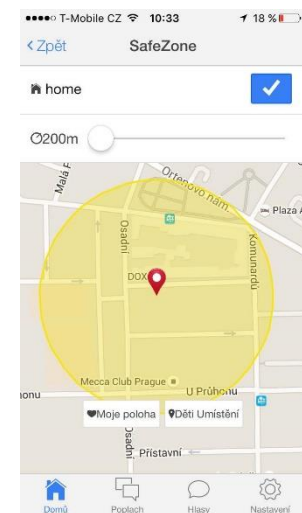 T-Mobile CZ 10:33 18 %
Zpět SafeZone
home
∅200m
Malá P
Ortenovo nám.
Plaza A
Osadní
Komunardů
DOX
Mecca Club Prague
U Průhonu
onu
Moje poloha Děti Umístění
Osadní
Přístavní
Domů Poplach Hlasy Nastavení